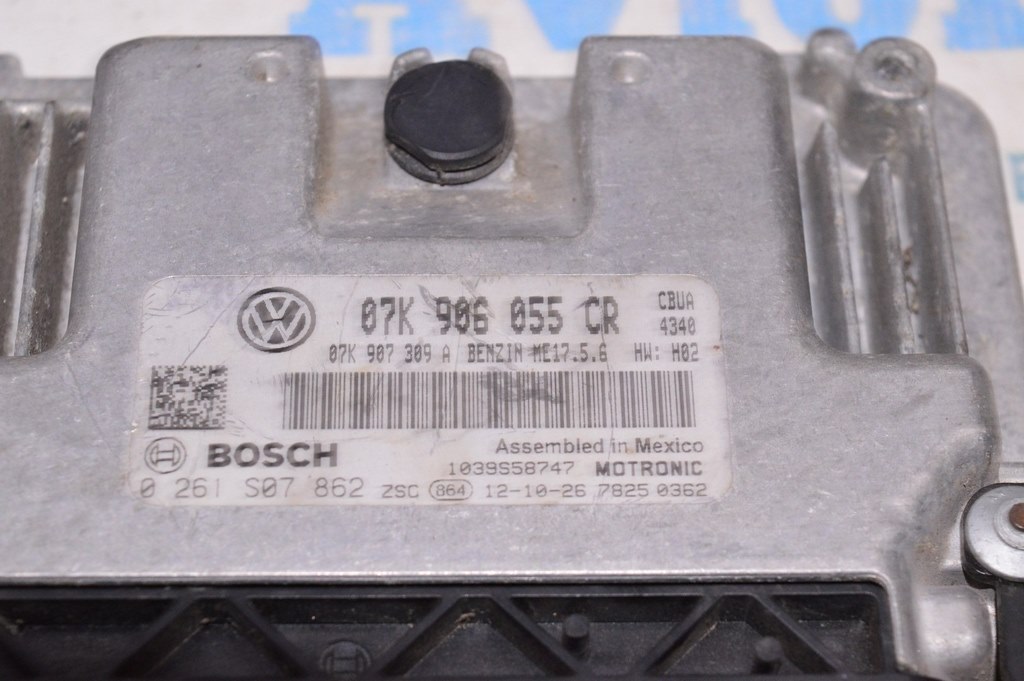 07K 906 055 CR CBUA
4340
07K 907 309 A BENZIN ME17.5.6 HW: H02
Assembled in Mexico
BOSCH
1039S58747 MOTRONIC
0 261 S07 862 ZSC 864 12-10-26 7825 0362